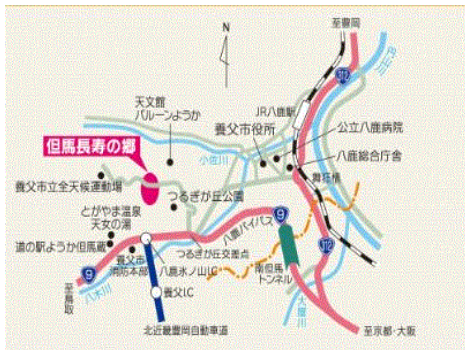 至豊岡
N
312
円山川
天文館
バルーンようか
JR八鹿駅
養父市役所
公立八鹿病院
但馬長寿の郷
小佐川
八鹿総合庁舎
舞狂橋
養父市立全天候運動場
つるぎが丘公園
とがやま温泉
天女の湯
9
八鹿バイパス
道の駅ようか但馬蔵
つるぎが丘交差点
312
養父市
消防本部
八鹿氷ノ山I.C
南但馬
トンネル
9
八木川
養父I.C
大屋川
至鳥取
北近畿豊岡自動車道
至京都・大阪